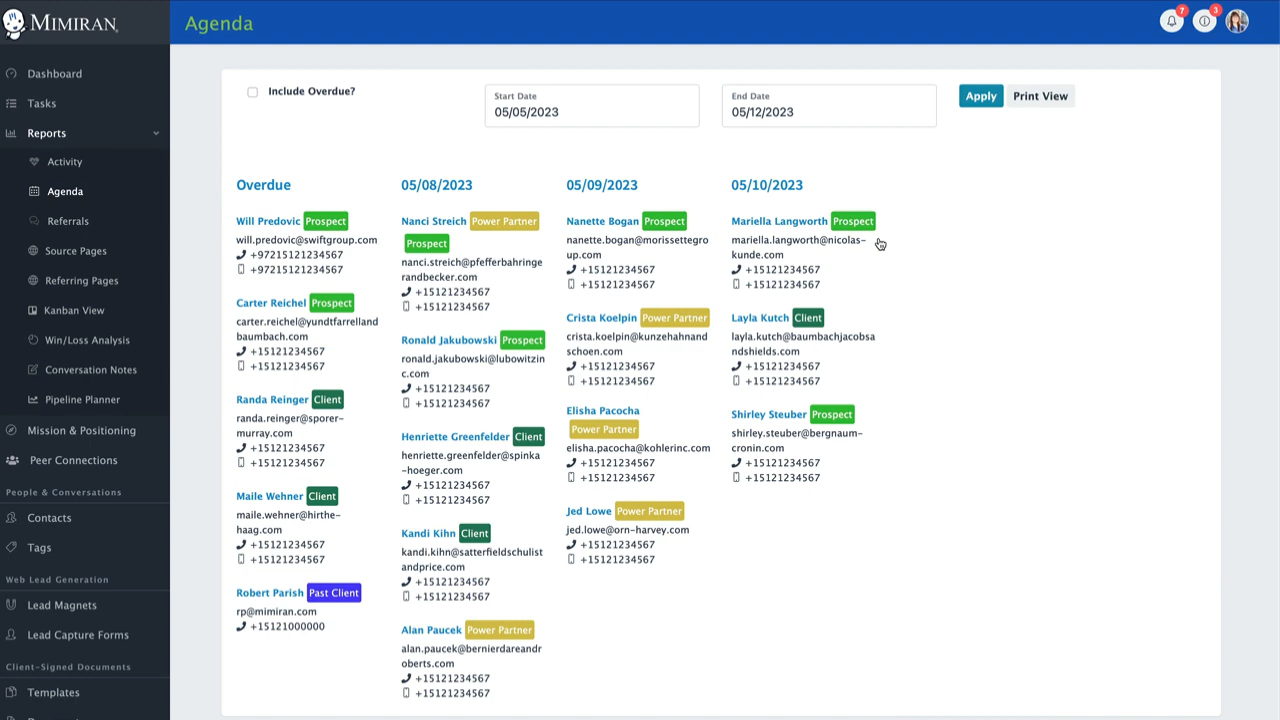 MIMIRAN
Agenda
7
3
Dashboard
Tasks
Reports
Activity
Agenda
Referrals
Source Pages
Referring Pages
Kanban View
Win/Loss Analysis
Conversation Notes
Pipeline Planner
Mission & Positioning
Peer Connections
People & Conversations
Contacts
Tags
Web Lead Generation
Lead Magnets
Lead Capture Forms
Client-Signed Documents
Templates
Include Overdue?
Start Date
05/05/2023
End Date
05/12/2023
Apply
Print View
Overdue
Will Predovic Prospect
will.predovic@swiftgroup.com
+97215121234567
+97215121234567
Carter Reichel Prospect
carter.reichel@yundtfarrelland
baumbach.com
+15121234567
+15121234567
Randa Reinger Client
randa.reinger@sporer-
murray.com
+15121234567
+15121234567
Maile Wehner Client
maile.wehner@hirthe-
haag.com
+15121234567
+15121234567
Robert Parish Past Client
rp@mimiran.com
+15121000000
05/08/2023
Nanci Streich Power Partner
Prospect
nanci.streich@pfefferbahringe
randbecker.com
+15121234567
+15121234567
Ronald Jakubowski Prospect
ronald.jakubowski@lubowitzin
c.com
+15121234567
+15121234567
Henriette Greenfelder Client
henriette.greenfelder@spinka
-hoeger.com
+15121234567
+15121234567
Kandi Kihn Client
kandi.kihn@satterfieldschulist
andprice.com
+15121234567
+15121234567
Alan Paucek Power Partner
alan.paucek@bernierdareandr
oberts.com
+15121234567
+15121234567
05/09/2023
Nanette Bogan Prospect
nanette.bogan@morissettegro
up.com
+15121234567
+15121234567
Crista Koelpin Power Partner
crista.koelpin@kunzehahnand
schoen.com
+15121234567
+15121234567
Elisha Pacocha
Power Partner
elisha.pacocha@kohlerinc.com
+15121234567
+15121234567
Jed Lowe Power Partner
jed.lowe@orn-harvey.com
+15121234567
+15121234567
05/10/2023
Mariella Langworth Prospect
mariella.langworth@nicolas-
kunde.com
+15121234567
+15121234567
Layla Kutch Client
layla.kutch@baumbachjacobsa
ndshields.com
+15121234567
+15121234567
Shirley Steuber Prospect
shirley.steuber@bergnaum-
cronin.com
+15121234567
+15121234567